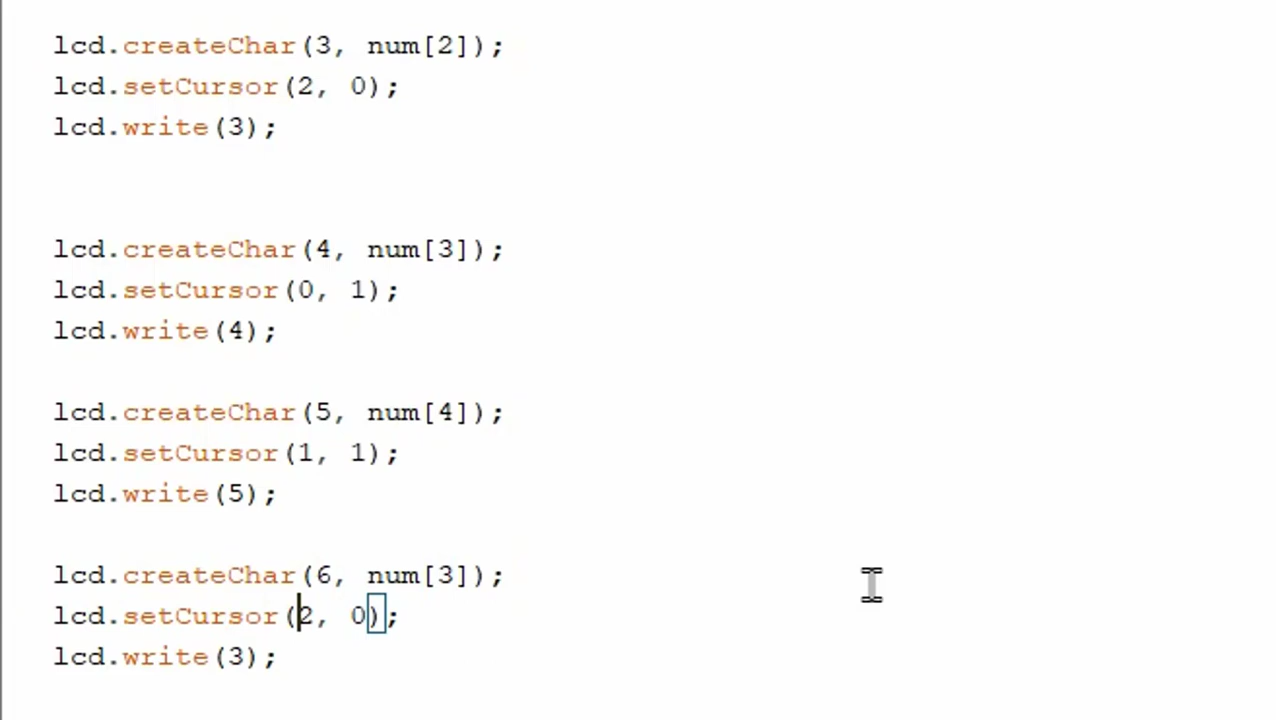 lcd.createChar(3, num[2]);
lcd.setCursor(2, 0);
lcd.write(3);
lcd.createChar(4, num[3]);
lcd.setCursor(0, 1);
lcd.write(4);
lcd.createChar(5, num[4]);
lcd.setCursor(1, 1);
lcd.write(5);
lcd.createChar(6, num[3]);
lcd.setCursor(2, 0);
lcd.write(3);